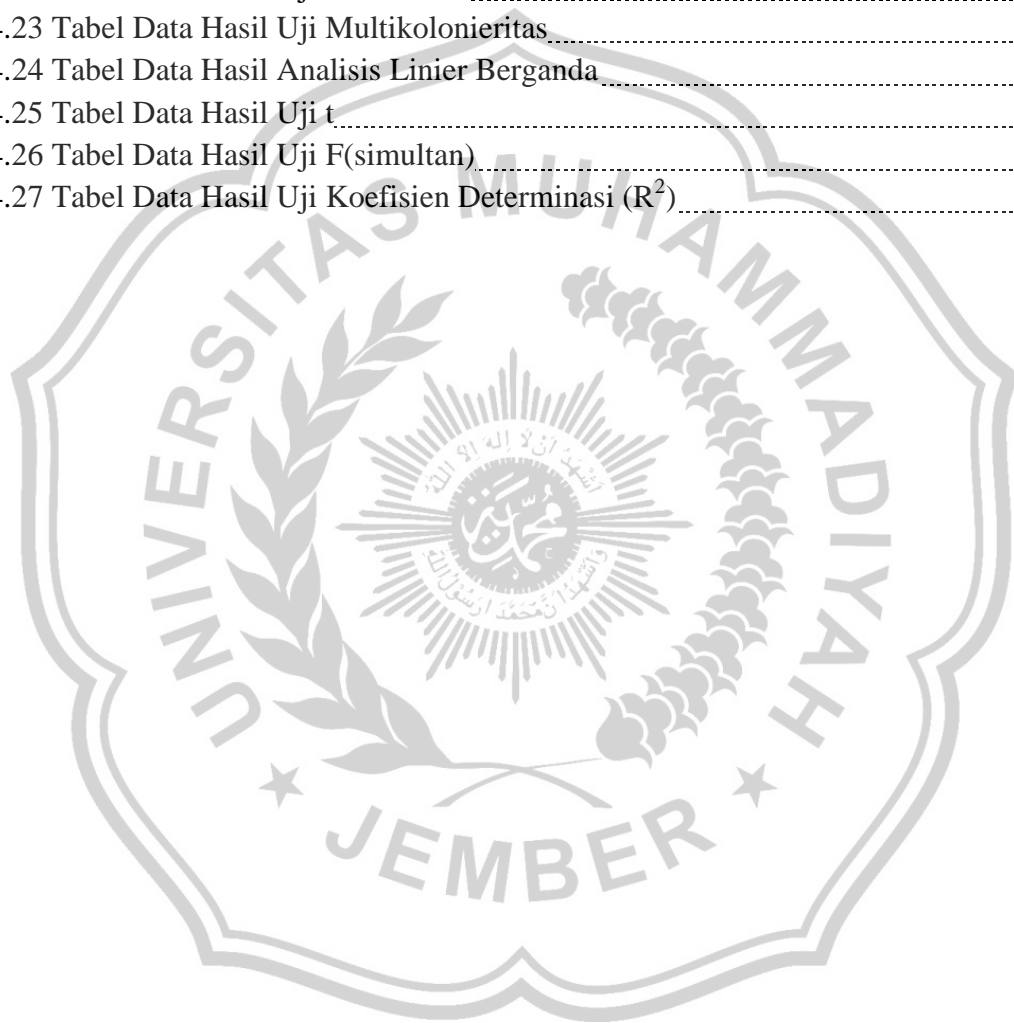 .23 Tabel Data Hasil Uji Multikolonieritas
.24 Tabel Data Hasil Analisis Linier Berganda
.25 Tabel Data Hasil Uji t
.26 Tabel Data Hasil Uji F(simultan)
.27 Tabel Data Hasil Uji Koefisien Determinasi (R²)
UNIVERSITAS MUHAMMADIYAH
JEMBER